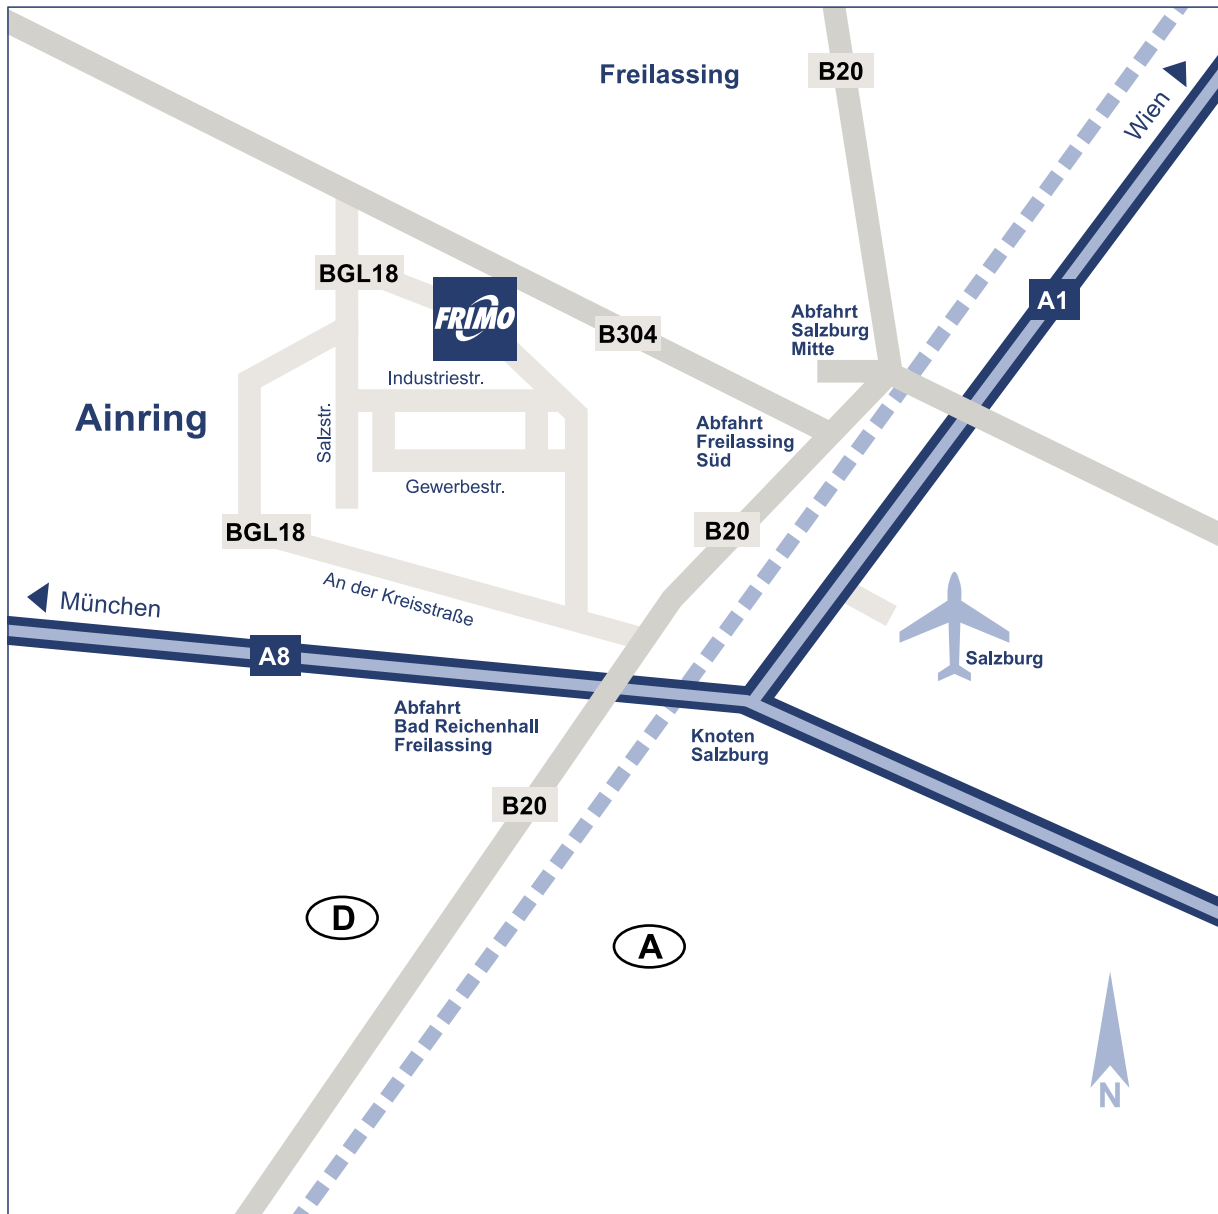 Freilassing
B20
Wien
BGL18
FRIMO
A1
B304
Abfahrt
Salzburg
Mitte
Industriestr.
Ainring
Salzstr.
Abfahrt
Freilassing
Süd
Gewerbestr.
BGL18
B20
An der Kreisstraße
München
A8
Salzburg
Abfahrt
Bad Reichenhall
Freilassing
Knoten
Salzburg
B20
D
A
N